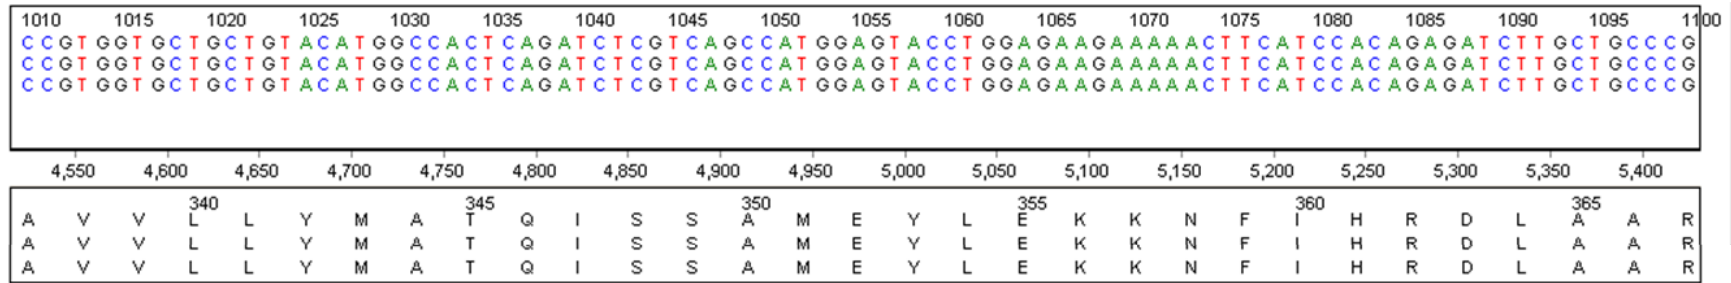 1010 1015 1020 1025 1030 1035 1040 1045 1050 1055 1060 1065 1070 1075 1080 1085 1090 1095 1100
C C G T G G T G C T G C T G T A C A T G G C C A C T C A G A T C T C G T C A G C C A T G G A G T A C C T G G A G A A G A A A A A C T T C A T C C A C A G A G A T C T T G C T G C C C G
C C G T G G T G C T G C T G T A C A T G G C C A C T C A G A T C T C G T C A G C C A T G G A G T A C C T G G A G A A G A A A A A C T T C A T C C A C A G A G A T C T T G C T G C C C G
C C G T G G T G C T G C T G T A C A T G G C C A C T C A G A T C T C G T C A G C C A T G G A G T A C C T G G A G A A G A A A A A C T T C A T C C A C A G A G A T C T T G C T G C C C G
4,550 4,600 4,650 4,700 4,750 4,800 4,850 4,900 4,950 5,000 5,050 5,100 5,150 5,200 5,250 5,300 5,350 5,400
340 345 350 355 360 365
A V V L L Y M A T Q I S S A M E Y L E K K N F I H R D L A A R
A V V L L Y M A T Q I S S A M E Y L E K K N F I H R D L A A R
A V V L L Y M A T Q I S S A M E Y L E K K N F I H R D L A A R